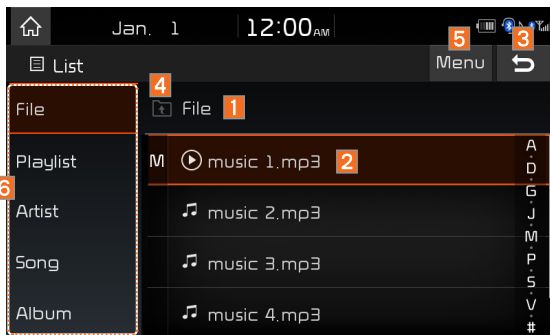 Jan. 1 12:00AM
List
5
Menu
3
4
File
1
6
File
Playlist
Artist
Song
Album
M
music 1.mp3
2
music 2.mp3
music 3.mp3
music 4.mp3
A
D
G
J
M
P
S
V
#